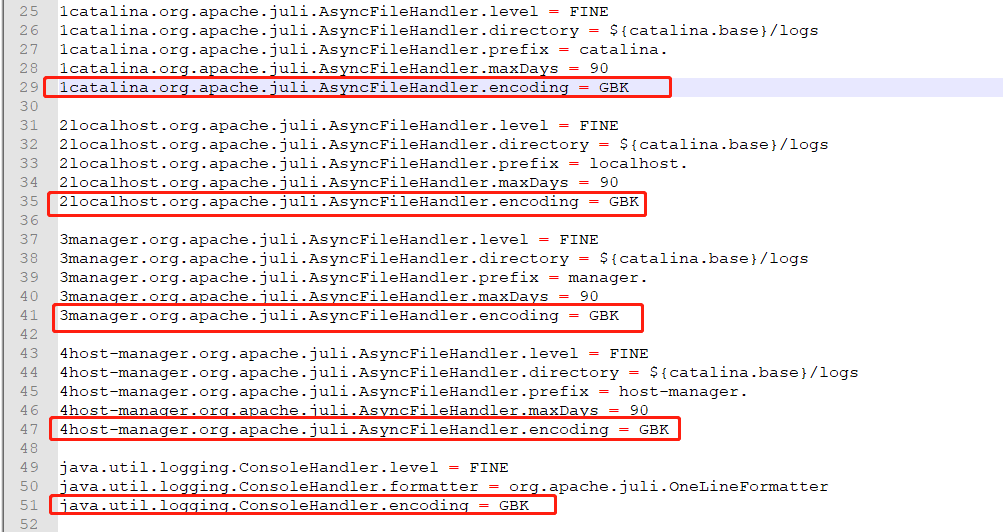 25 1catalina.org.apache.juli.AsyncFileHandler.level = FINE
26 1catalina.org.apache.juli.AsyncFileHandler.directory = ${catalina.base}/logs
27 1catalina.org.apache.juli.AsyncFileHandler.prefix = catalina.
28 1catalina.org.apache.juli.AsyncFileHandler.maxDays = 90
29 1catalina.org.apache.juli.AsyncFileHandler.encoding = GBK
30
31 2localhost.org.apache.juli.AsyncFileHandler.level = FINE
32 2localhost.org.apache.juli.AsyncFileHandler.directory = ${catalina.base}/logs
33 2localhost.org.apache.juli.AsyncFileHandler.prefix = localhost.
34 2localhost.org.apache.juli.AsyncFileHandler.maxDays = 90
35 2localhost.org.apache.juli.AsyncFileHandler.encoding = GBK
36
37 3manager.org.apache.juli.AsyncFileHandler.level = FINE
38 3manager.org.apache.juli.AsyncFileHandler.directory = ${catalina.base}/logs
39 3manager.org.apache.juli.AsyncFileHandler.prefix = manager.
40 3manager.org.apache.juli.AsyncFileHandler.maxDays = 90
41 3manager.org.apache.juli.AsyncFileHandler.encoding = GBK
42
43 4host-manager.org.apache.juli.AsyncFileHandler.level = FINE
44 4host-manager.org.apache.juli.AsyncFileHandler.directory = ${catalina.base}/logs
45 4host-manager.org.apache.juli.AsyncFileHandler.prefix = host-manager.
46 4host-manager.org.apache.juli.AsyncFileHandler.maxDays = 90
47 4host-manager.org.apache.juli.AsyncFileHandler.encoding = GBK
48
49 java.util.logging.ConsoleHandler.level = FINE
50 java.util.logging.ConsoleHandler.formatter = org.apache.juli.OneLineFormatter
51 java.util.logging.ConsoleHandler.encoding = GBK
52